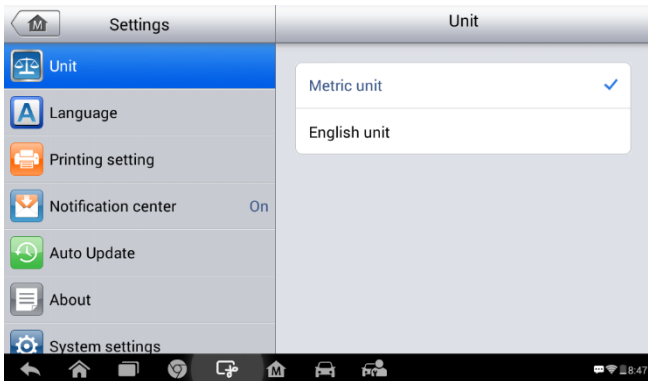 M
Settings
Unit
Unit
Metric unit
English unit
A
Language
Printing setting
Notification center On
Auto Update
About
System settings
M
8:47